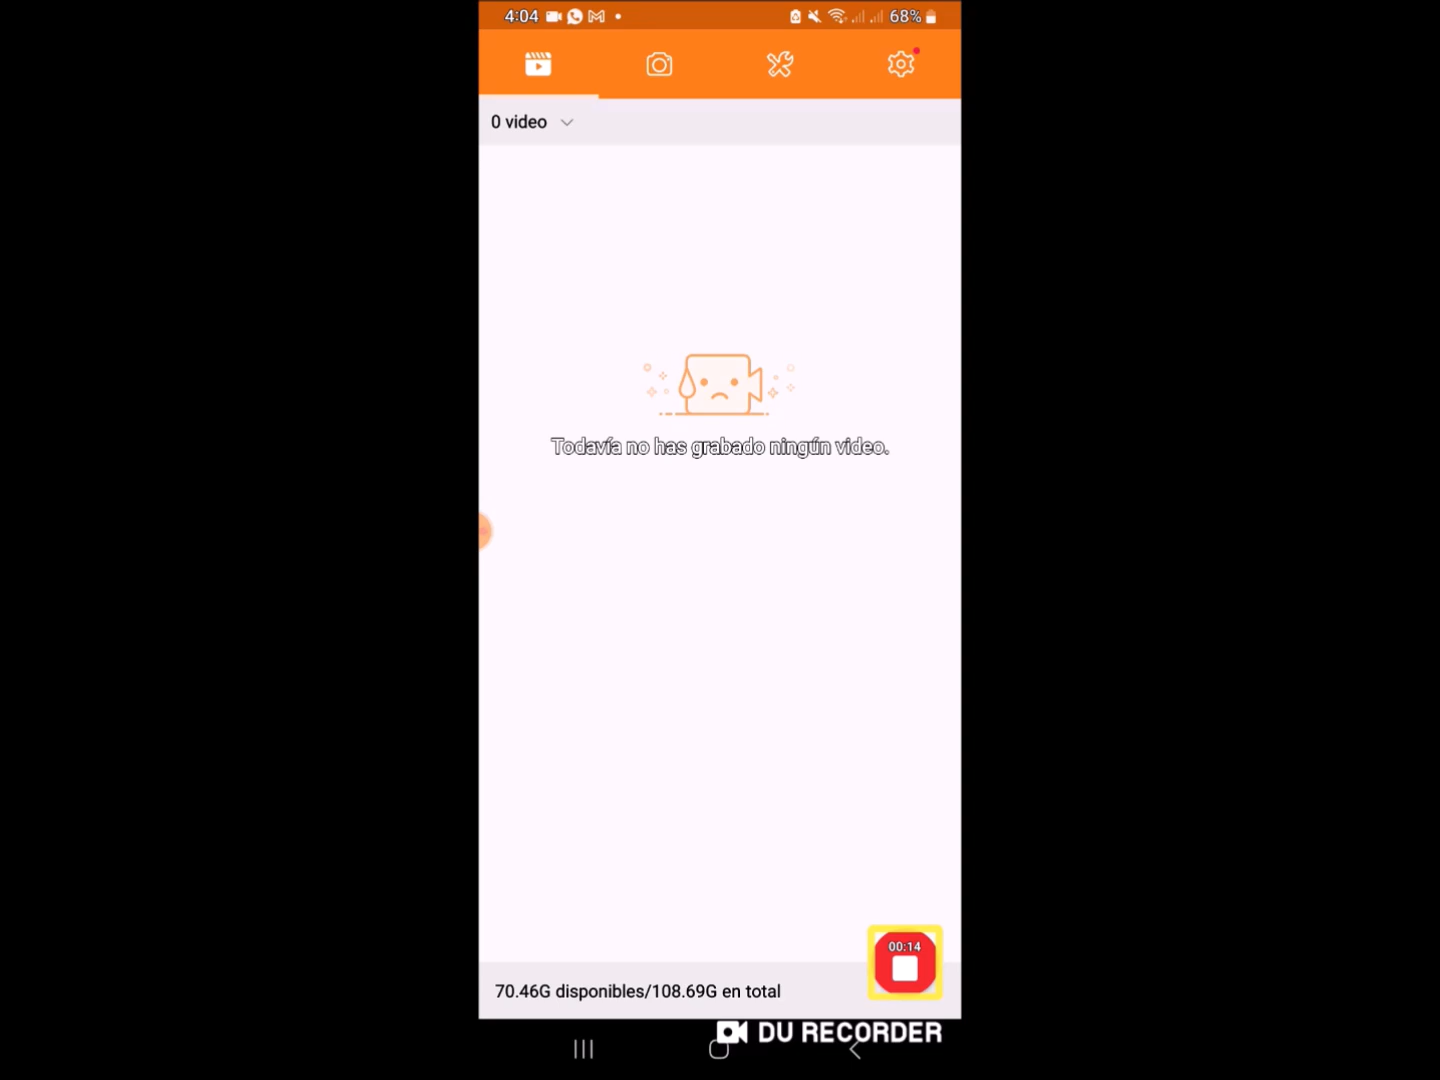 4:04
68%
0 video
Todavía no has grabado ningún video.
00:14
70.46G disponibles/108.69G en total
DU RECORDER